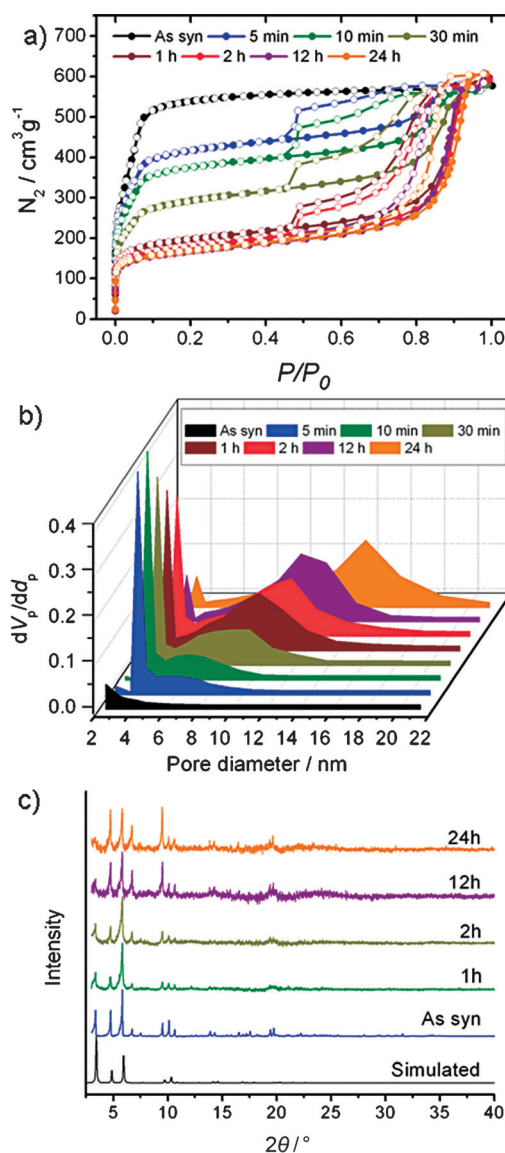 a)
As syn 5 min 10 min 30 min
1 h 2 h 12 h 24 h
N2 / cm³g⁻¹
700
600
500
400
300
200
100
0
0.0 0.2 0.4 0.6 0.8 1.0
P/P0
b)
As syn 5 min 10 min 30 min
1 h 2 h 12 h 24 h
dVp/ddp
0.4
0.3
0.2
0.1
0.0
2 4 6 8 10 12 14 16 18 20 22
Pore diameter / nm
c)
Intensity
24h
12h
2h
1h
As syn
Simulated
5 10 15 20 25 30 35 40
2θ / °